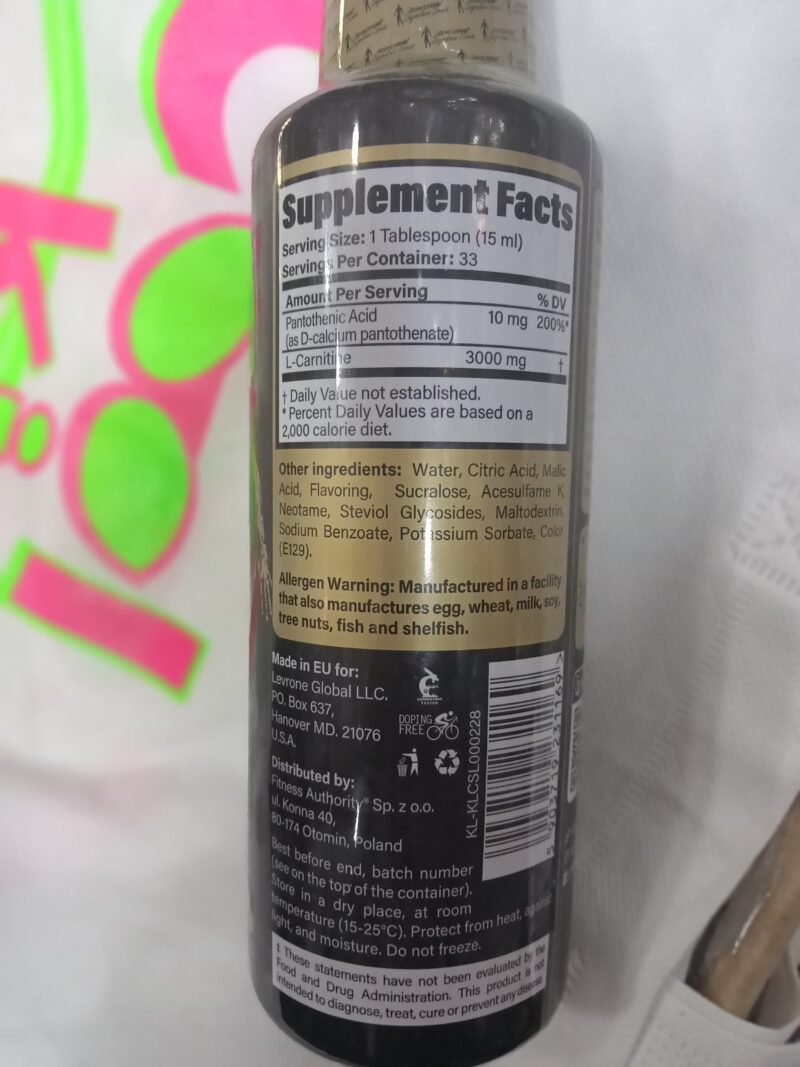 Supplement Facts
Serving Size: 1 Tablespoon (15 ml)
Servings Per Container: 33
Amount Per Serving % DV
Pantothenic Acid 10 mg 200%*
(as D-calcium pantothenate)
L-Carnitine 3000 mg †
† Daily Value not established.
* Percent Daily Values are based on a
2,000 calorie diet.
Other ingredients: Water, Citric Acid, Malic
Acid, Flavoring, Sucralose, Acesulfame K,
Neotame, Steviol Glycosides, Maltodextrin,
Sodium Benzoate, Potassium Sorbate, Color
(E129).
Allergen Warning: Manufactured in a facility
that also manufactures egg, wheat, milk, soy,
tree nuts, fish and shelfish.
Made in EU for:
Levrone Global LLC.
PO. Box 637,
Hanover MD. 21076
U.S.A.
Distributed by:
Fitness Authority® Sp. z o.o.
ul. Konna 40,
80-174 Otomin, Poland
DOPING
FREE
KL-KLCSL000228
5 903719 231169 >
Best before end, batch number
(see on the top of the container).
Store in a dry place, at room
temperature (15-25°C). Protect from heat, against
light, and moisture. Do not freeze.
‡ These statements have not been evaluated by the
Food and Drug Administration. This product is not
intended to diagnose, treat, cure or prevent any disease.